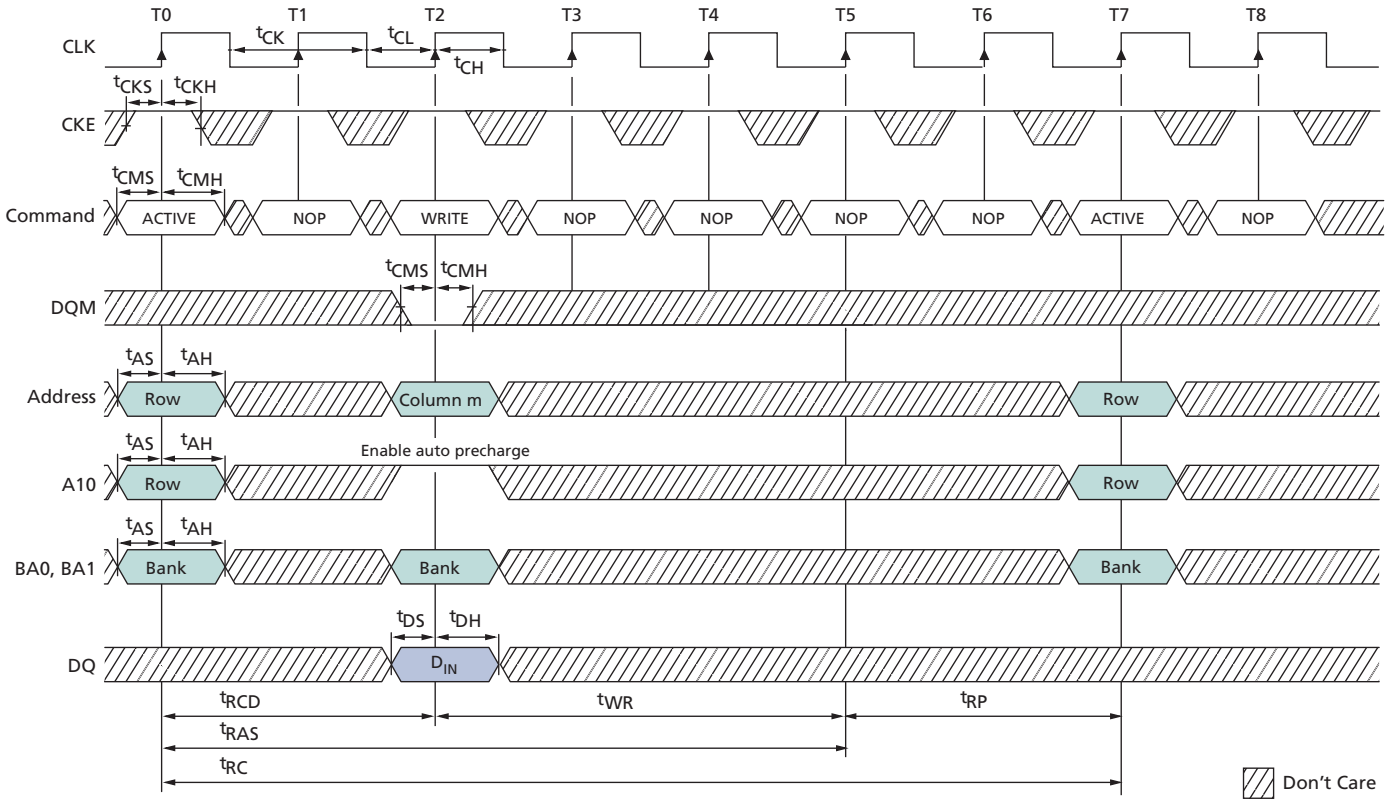 T0 T1 T2 T3 T4 T5 T6 T7 T8
CLK tCK tCL tCH
tCKS tCKH
CKE
tCMS tCMH
Command ACTIVE NOP WRITE NOP NOP NOP NOP ACTIVE NOP
tCMS tCMH
DQM
tAS tAH
Address Row Column m Row
tAS tAH Enable auto precharge
A10 Row Row
tAS tAH
BA0, BA1 Bank Bank Bank
tDS tDH
DQ DIN
tRCD tWR tRP
tRAS
tRC
Don't Care